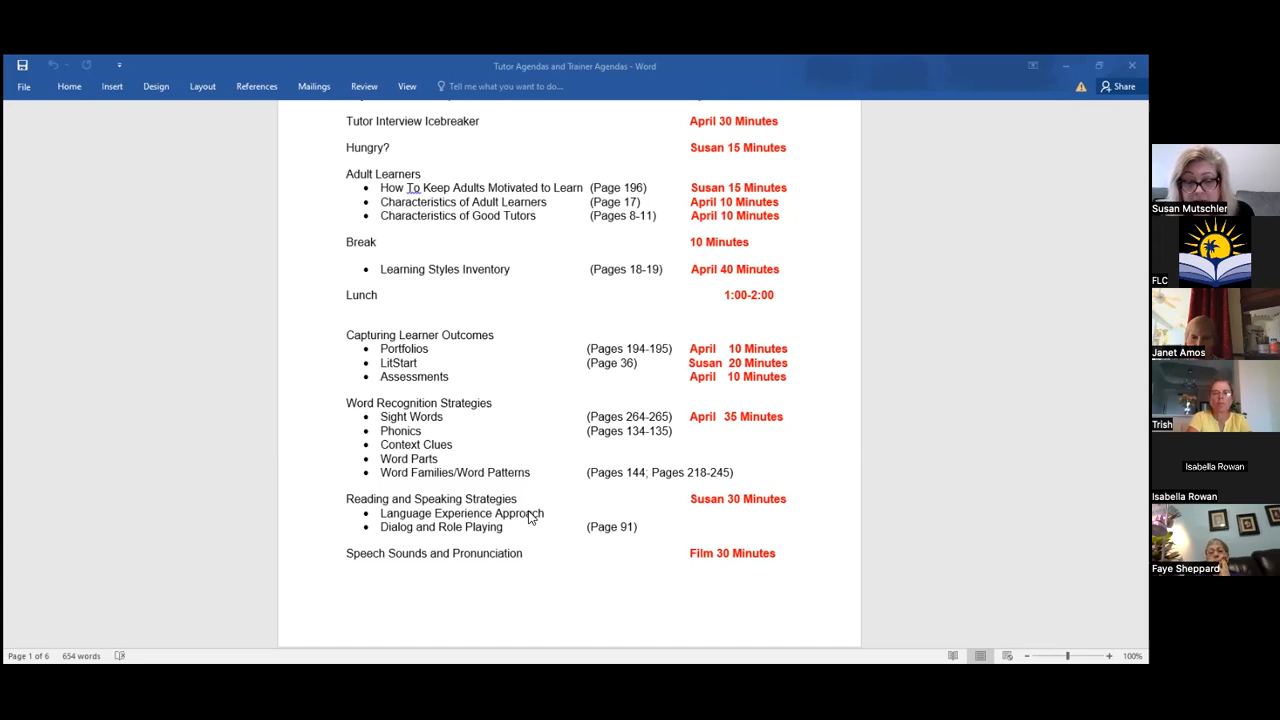 Tutor Agendas and Trainer Agendas - Word
File Home Insert Design Layout References Mailings Review View Tell me what you want to do... Share
Tutor Interview Icebreaker April 30 Minutes
Hungry? Susan 15 Minutes
Adult Learners
• How To Keep Adults Motivated to Learn (Page 196) Susan 15 Minutes
• Characteristics of Adult Learners (Page 17) April 10 Minutes
• Characteristics of Good Tutors (Pages 8-11) April 10 Minutes
Break 10 Minutes
• Learning Styles Inventory (Pages 18-19) April 40 Minutes
Lunch 1:00-2:00
Capturing Learner Outcomes
• Portfolios (Pages 194-195) April 10 Minutes
• LitStart (Page 36) Susan 20 Minutes
• Assessments April 10 Minutes
Word Recognition Strategies
• Sight Words (Pages 264-265) April 35 Minutes
• Phonics (Pages 134-135)
• Context Clues
• Word Parts
• Word Families/Word Patterns (Pages 144; Pages 218-245)
Reading and Speaking Strategies Susan 30 Minutes
• Language Experience Approach
• Dialog and Role Playing (Page 91)
Speech Sounds and Pronunciation Film 30 Minutes
Page 1 of 6 654 words 100%
Susan Mutschler
FLC
Janet Amos
Trish
Isabella Rowan
Isabella Rowan
Faye Sheppard